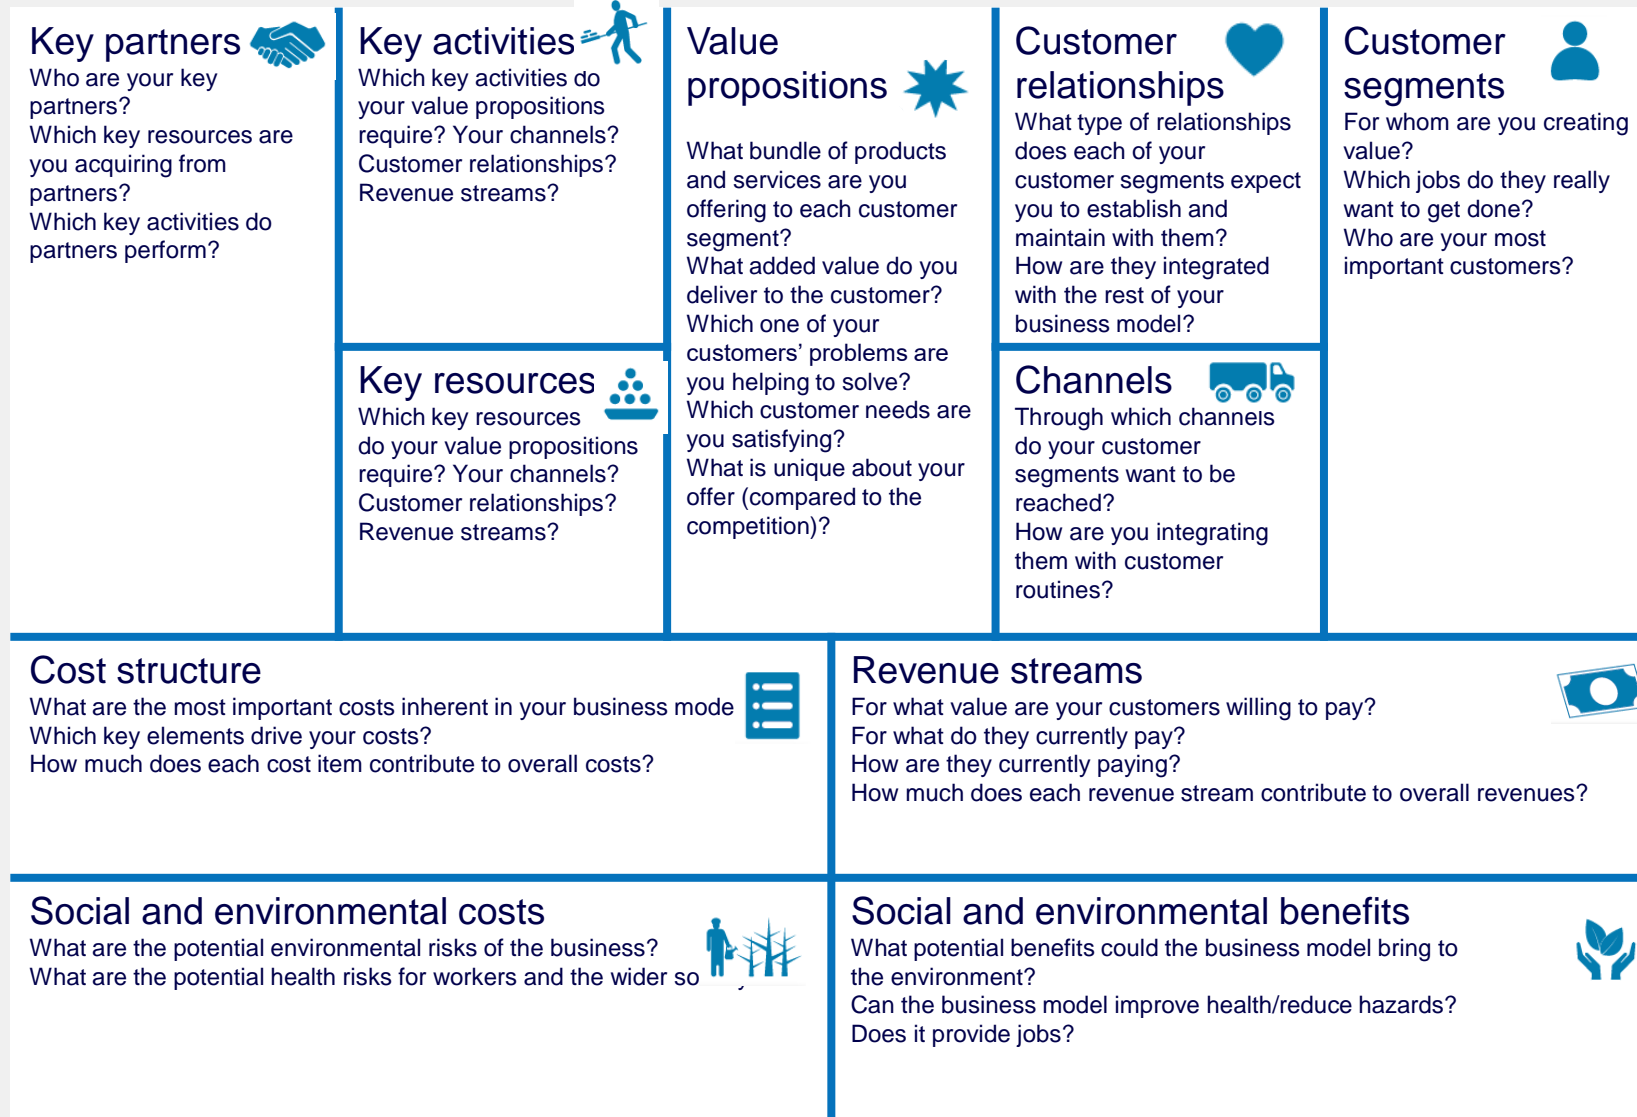 Key partners
Who are your key
partners?
Which key resources are
you acquiring from
partners?
Which key activities do
partners perform?
Key activities
Which key activities do
your value propositions
require? Your channels?
Customer relationships?
Revenue streams?
Key resources
Which key resources
do your value propositions
require? Your channels?
Customer relationships?
Revenue streams?
Value
propositions
What bundle of products
and services are you
offering to each customer
segment?
What added value do you
deliver to the customer?
Which one of your
customers’ problems are
you helping to solve?
Which customer needs are
you satisfying?
What is unique about your
offer (compared to the
competition)?
Customer
relationships
What type of relationships
does each of your
customer segments expect
you to establish and
maintain with them?
How are they integrated
with the rest of your
business model?
Channels
Through which channels
do your customer
segments want to be
reached?
How are you integrating
them with customer
routines?
Customer
segments
For whom are you creating
value?
Which jobs do they really
want to get done?
Who are your most
important customers?
Cost structure
What are the most important costs inherent in your business mode
Which key elements drive your costs?
How much does each cost item contribute to overall costs?
Revenue streams
For what value are your customers willing to pay?
For what do they currently pay?
How are they currently paying?
How much does each revenue stream contribute to overall revenues?
Social and environmental costs
What are the potential environmental risks of the business?
What are the potential health risks for workers and the wider so
Social and environmental benefits
What potential benefits could the business model bring to
the environment?
Can the business model improve health/reduce hazards?
Does it provide jobs?